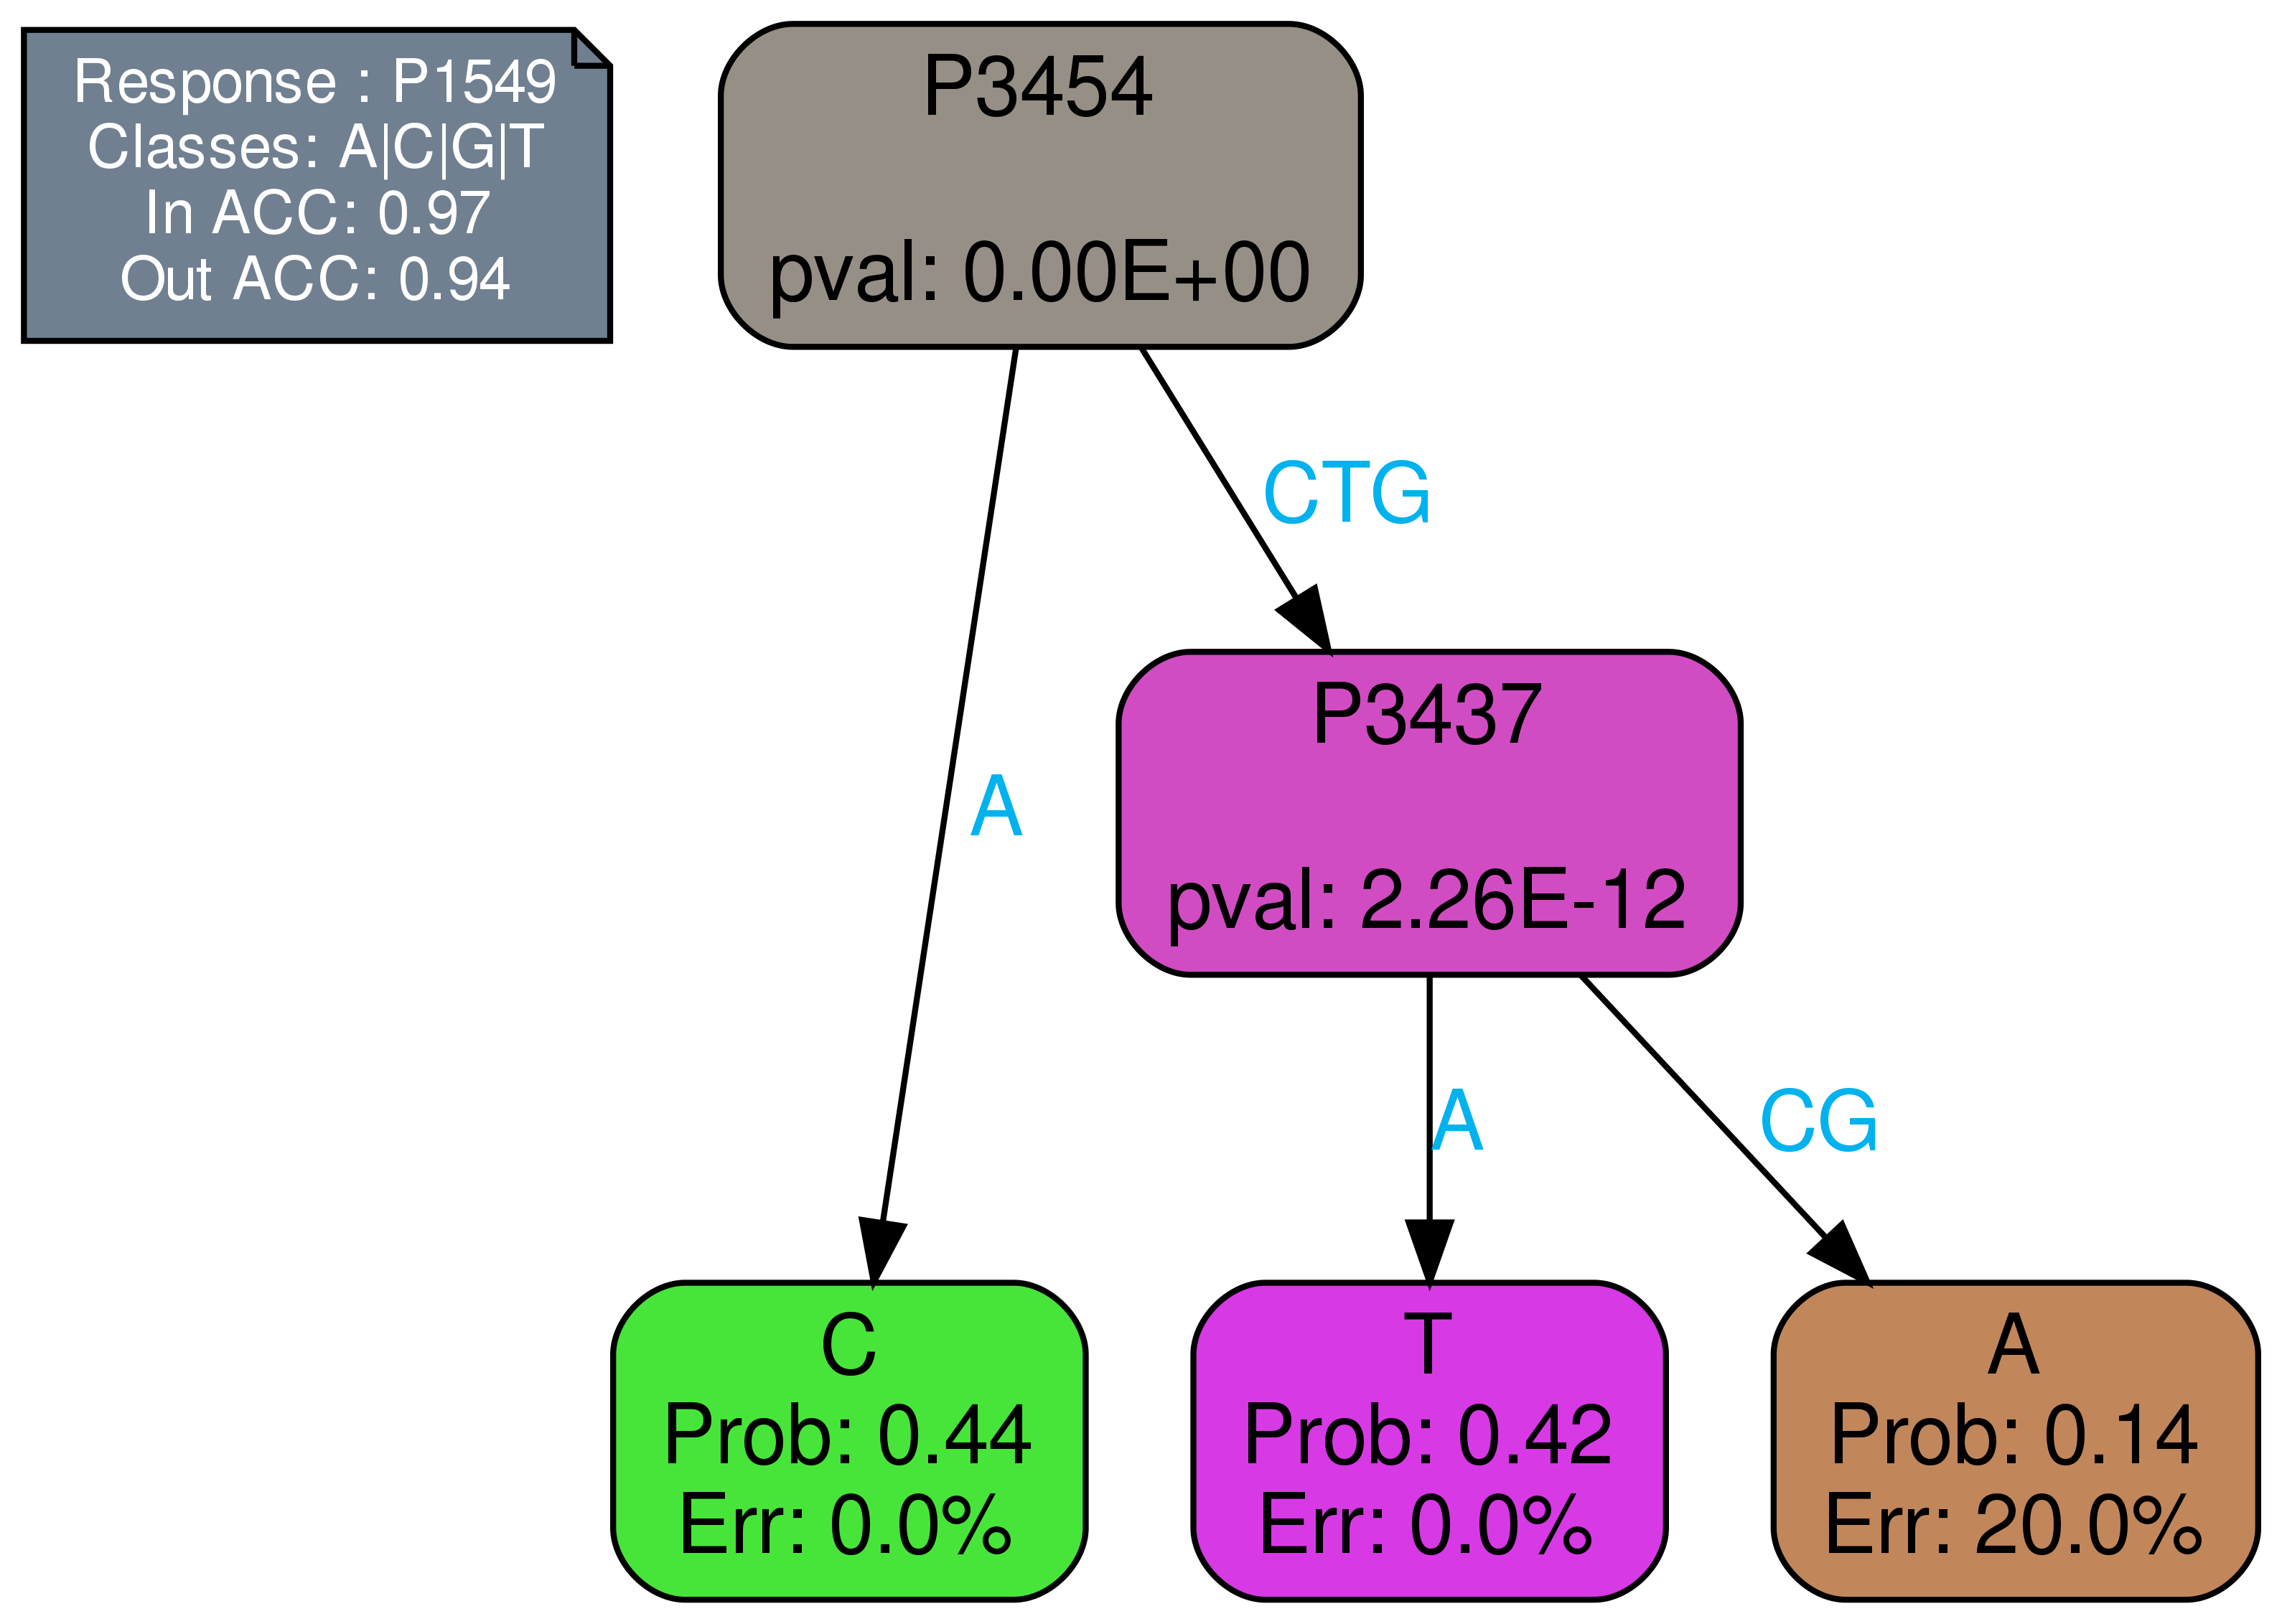 Response : P1549
Classes: A|C|G|T
In ACC: 0.97
Out ACC: 0.94
P3454
pval: 0.00E+00
CTG
A
P3437
pval: 2.26E-12
A
CG
C
Prob: 0.44
Err: 0.0%
T
Prob: 0.42
Err: 0.0%
A
Prob: 0.14
Err: 20.0%